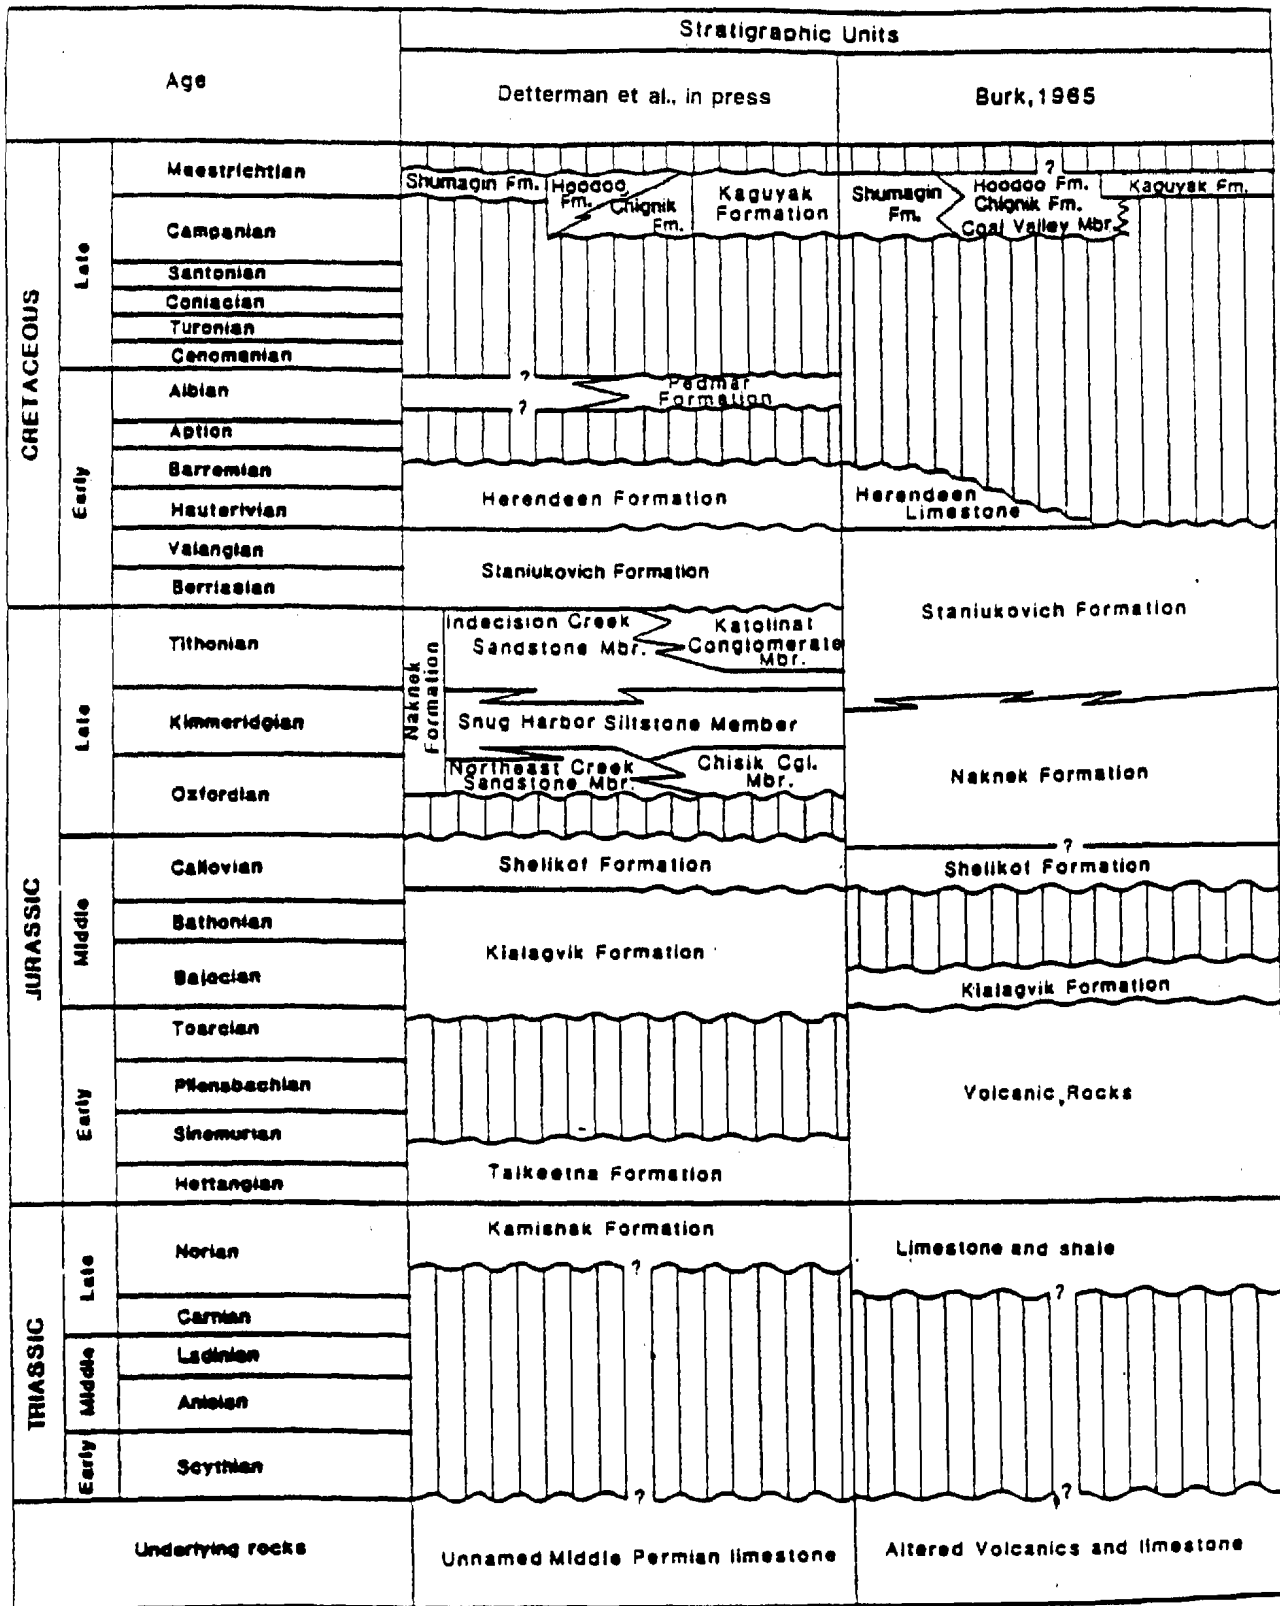 Stratigraphic Units
Age
Detterman et al., in press
Burk, 1965
CRETACEOUS
Late
Maestrichtian
Campanian
Santonian
Coniacian
Turonian
Cenomanian
Early
Albian
Aption
Barremian
Hauterivian
Valangian
Berriasian
?
Shumagin Fm.
Hoodoo
Fm.
Chignik
Fm.
Kaguyak
Formation
Shumagin
Fm.
Hoodoo Fm.
Chignik Fm.
Coal Valley Mbr.
Kaguyak Fm.
?
Pedmar
Formation
?
Herendeen Formation
Herendeen
Limestone
Staniukovich Formation
Staniukovich Formation
JURASSIC
Late
Tithonian
Kimmeridgian
Oxfordian
Middle
Callovian
Bathonian
Bajocian
Early
Toarcian
Pliensbachian
Sinemurian
Hettangian
Naknek
Formation
Indecision Creek
Sandstone Mbr.
Katolinat
Conglomerate
Mbr.
Snug Harbor Siltstone Member
Northeast Creek
Sandstone Mbr.
Chisik Cgl.
Mbr.
Naknek Formation
?
Shelikof Formation
Shelikof Formation
Kialagvik Formation
Kialagvik Formation
Volcanic Rocks
Talkeetna Formation
TRIASSIC
Late
Norian
Carnian
Middle
Ladinian
Anisian
Early
Scythian
Kamishak Formation
Limestone and shale
?
?
?
?
Underlying rocks
Unnamed Middle Permian limestone
Altered Volcanics and limestone